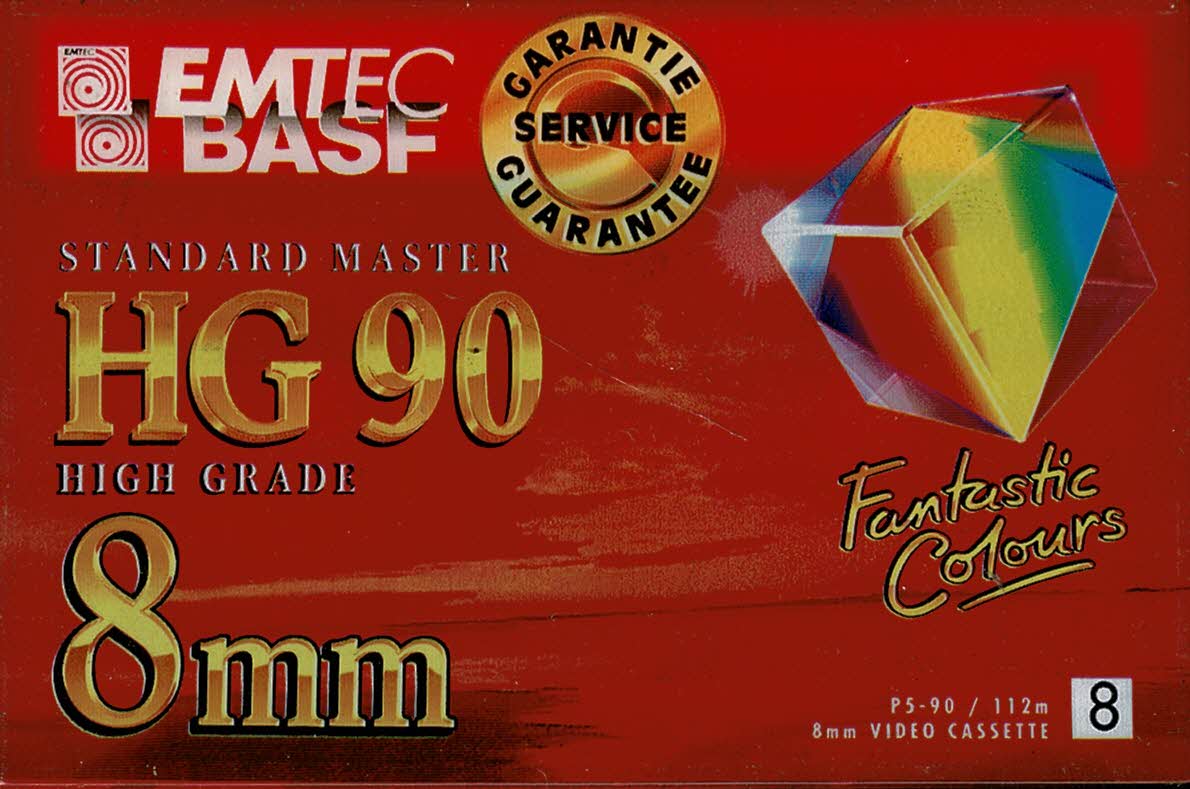 EMTEC
EMTEC
BASF
GARANTIE
SERVICE
GUARANTEE
STANDARD MASTER
HG 90
HIGH GRADE
8mm
Fantastic
Colours
P5-90 / 112m
8mm VIDEO CASSETTE
8